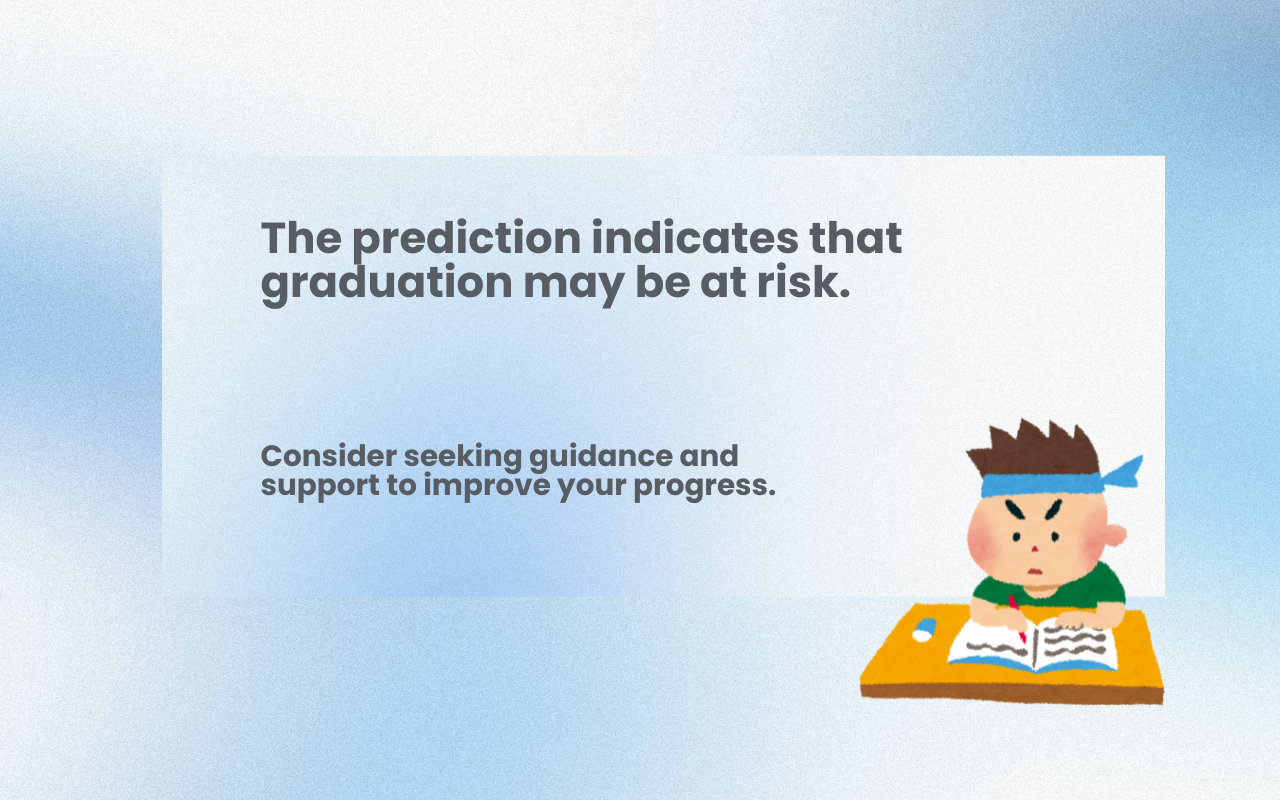 The prediction indicates that
graduation may be at risk.
Consider seeking guidance and
support to improve your progress.